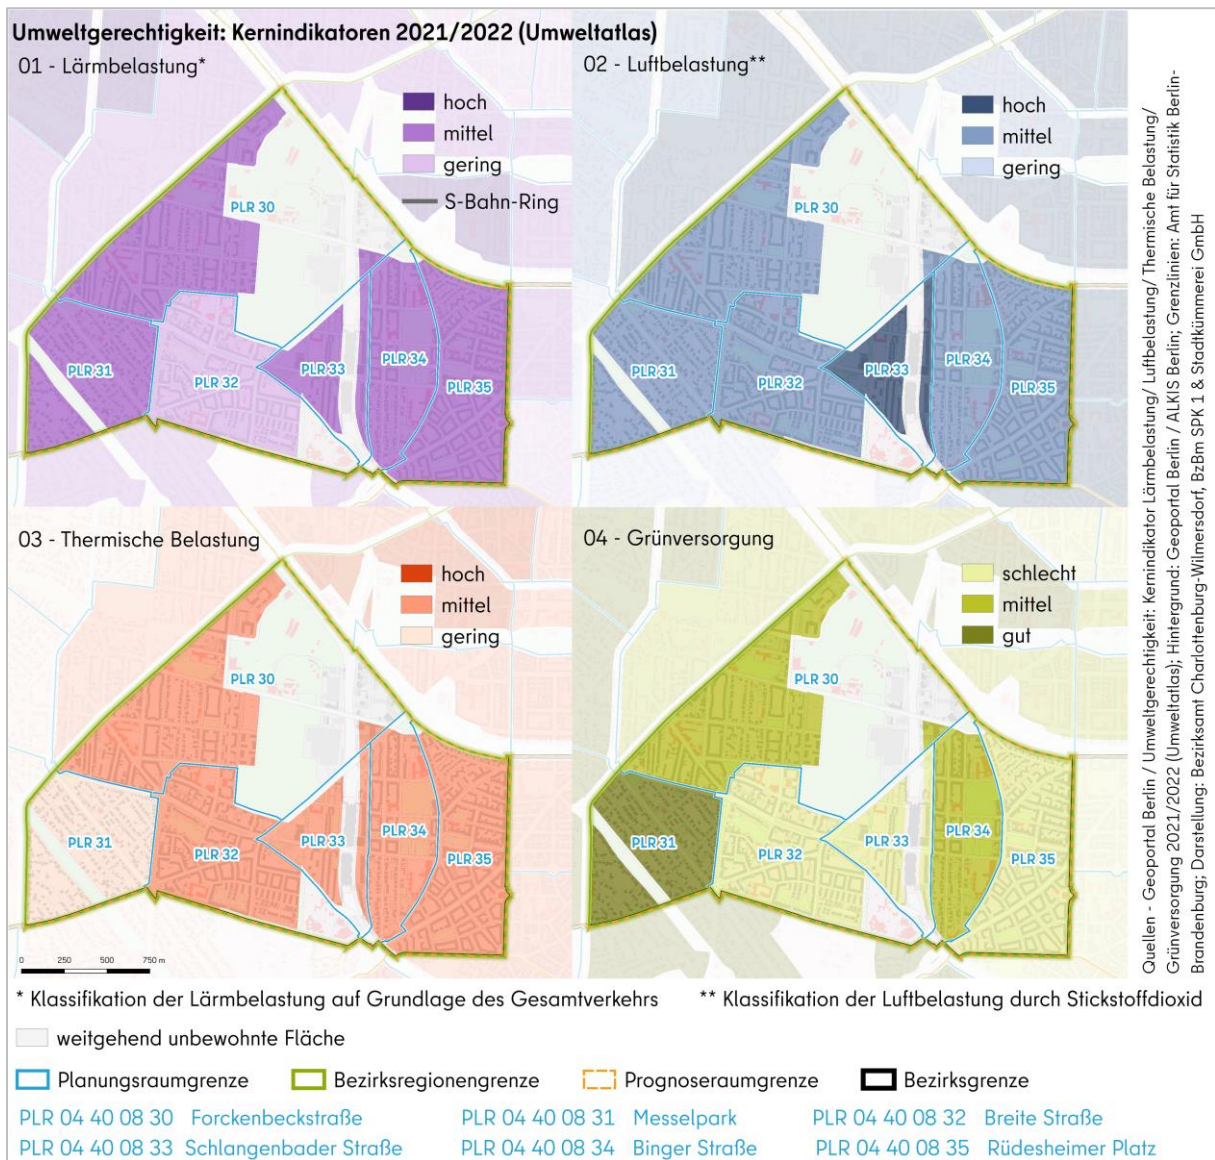 Umweltgerechtigkeit: Kernindikatoren 2021/2022 (Umweltatlas)
01 - Lärmbelastung*
hoch
mittel
gering
S-Bahn-Ring
PLR 30
PLR 31
PLR 32
PLR 33
PLR 34
PLR 35
02 - Luftbelastung**
hoch
mittel
gering
PLR 30
PLR 31
PLR 32
PLR 33
PLR 34
PLR 35
03 - Thermische Belastung
hoch
mittel
gering
PLR 30
PLR 31
PLR 32
PLR 33
PLR 34
PLR 35
0 250 500 750 m
04 - Grünversorgung
schlecht
mittel
gut
PLR 30
PLR 31
PLR 32
PLR 33
PLR 34
PLR 35
Quellen - Geoportal Berlin / Umweltgerechtigkeit: Kernindikator Lärmbelastung/ Luftbelastung/ Thermische Belastung/
Grünversorgung 2021/2022 (Umweltatlas); Hintergrund: Geoportal Berlin / ALKIS Berlin; Grenzlinien: Amt für Statistik Berlin-
Brandenburg; Darstellung: Bezirksamt Charlottenburg-Wilmersdorf, BzBm SPK 1 & Stadtkümmerei GmbH
* Klassifikation der Lärmbelastung auf Grundlage des Gesamtverkehrs ** Klassifikation der Luftbelastung durch Stickstoffdioxid
weitgehend unbewohnte Fläche
Planungsraumgrenze Bezirksregionengrenze Prognoseraumgrenze Bezirksgrenze
PLR 04 40 08 30 Forckenbeckstraße PLR 04 40 08 31 Messelpark PLR 04 40 08 32 Breite Straße
PLR 04 40 08 33 Schlangenbader Straße PLR 04 40 08 34 Binger Straße PLR 04 40 08 35 Rüdesheimer Platz